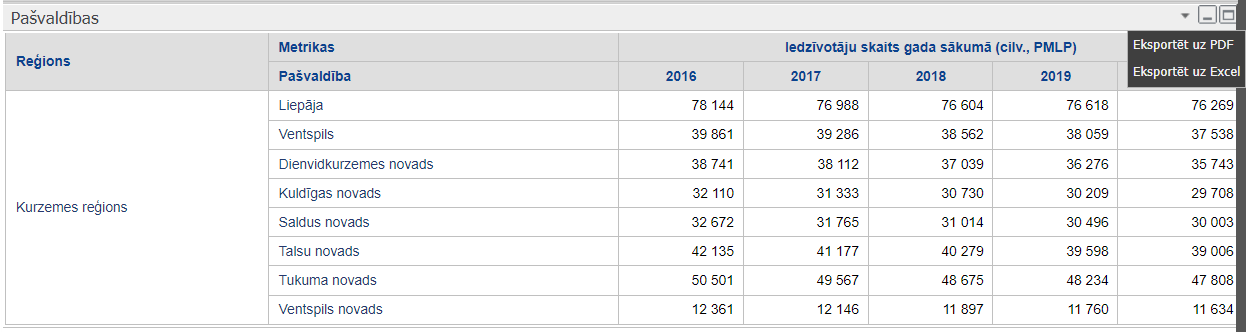 Pašvaldības
Reģions Metrikas Iedzīvotāju skaits gada sākumā (cilv., PMLP)
Pašvaldība 2016 2017 2018 2019
Eksportēt uz PDF
Eksportēt uz Excel
Kurzemes reģions
Liepāja 78 144 76 988 76 604 76 618 76 269
Ventspils 39 861 39 286 38 562 38 059 37 538
Dienvidkurzemes novads 38 741 38 112 37 039 36 276 35 743
Kuldīgas novads 32 110 31 333 30 730 30 209 29 708
Saldus novads 32 672 31 765 31 014 30 496 30 003
Talsu novads 42 135 41 177 40 279 39 598 39 006
Tukuma novads 50 501 49 567 48 675 48 234 47 808
Ventspils novads 12 361 12 146 11 897 11 760 11 634